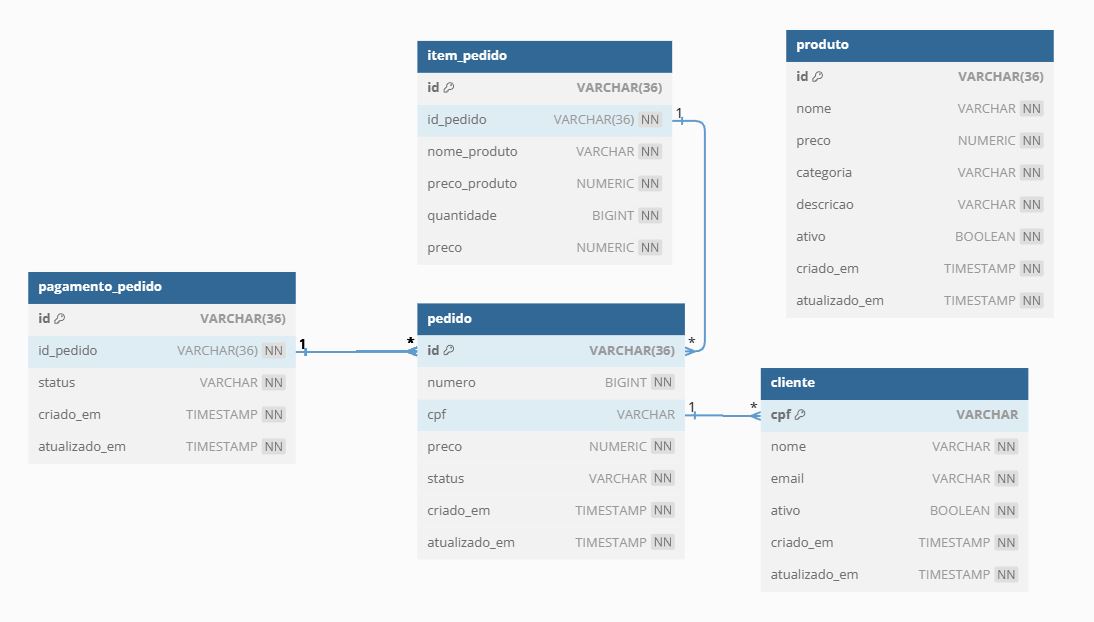 item_pedido
id VARCHAR(36)
id_pedido VARCHAR(36) NN
nome_produto VARCHAR NN
preco_produto NUMERIC NN
quantidade BIGINT NN
preco NUMERIC NN
1
*
produto
id VARCHAR(36)
nome VARCHAR NN
preco NUMERIC NN
categoria VARCHAR NN
descricao VARCHAR NN
ativo BOOLEAN NN
criado_em TIMESTAMP NN
atualizado_em TIMESTAMP NN
pagamento_pedido
id VARCHAR(36)
id_pedido VARCHAR(36) NN
status VARCHAR NN
criado_em TIMESTAMP NN
atualizado_em TIMESTAMP NN
1
*
pedido
id VARCHAR(36)
numero BIGINT NN
cpf VARCHAR
preco NUMERIC NN
status VARCHAR NN
criado_em TIMESTAMP NN
atualizado_em TIMESTAMP NN
1
*
cliente
cpf VARCHAR
nome VARCHAR NN
email VARCHAR NN
ativo BOOLEAN NN
criado_em TIMESTAMP NN
atualizado_em TIMESTAMP NN